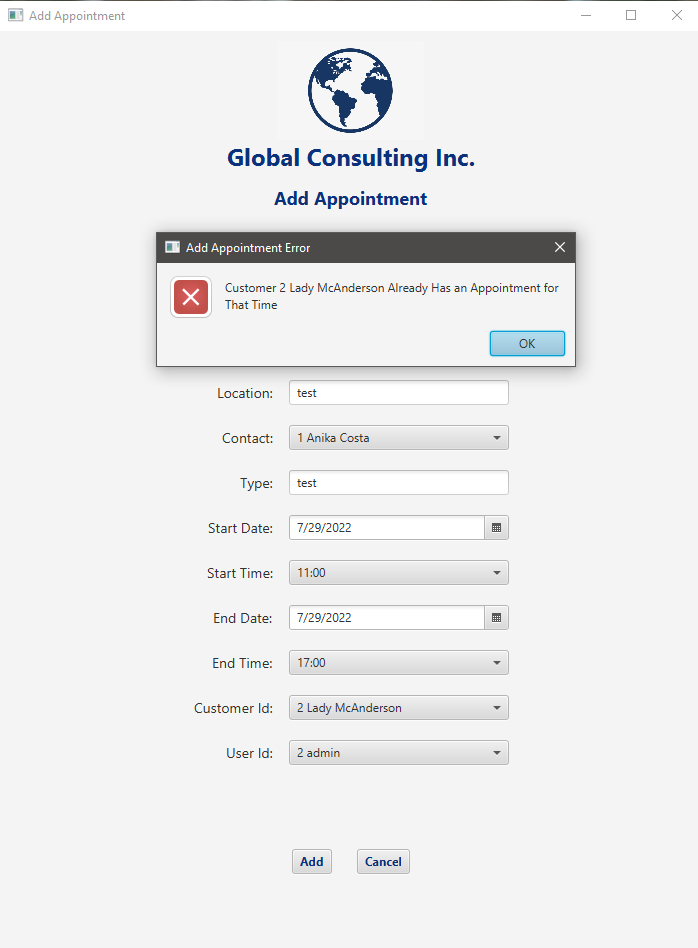 Add Appointment
Global Consulting Inc.
Add Appointment
Add Appointment Error
Customer 2 Lady McAnderson Already Has an Appointment for
That Time
OK
Location: test
Contact: 1 Anika Costa
Type: test
Start Date: 7/29/2022
Start Time: 11:00
End Date: 7/29/2022
End Time: 17:00
Customer Id: 2 Lady McAnderson
User Id: 2 admin
Add Cancel